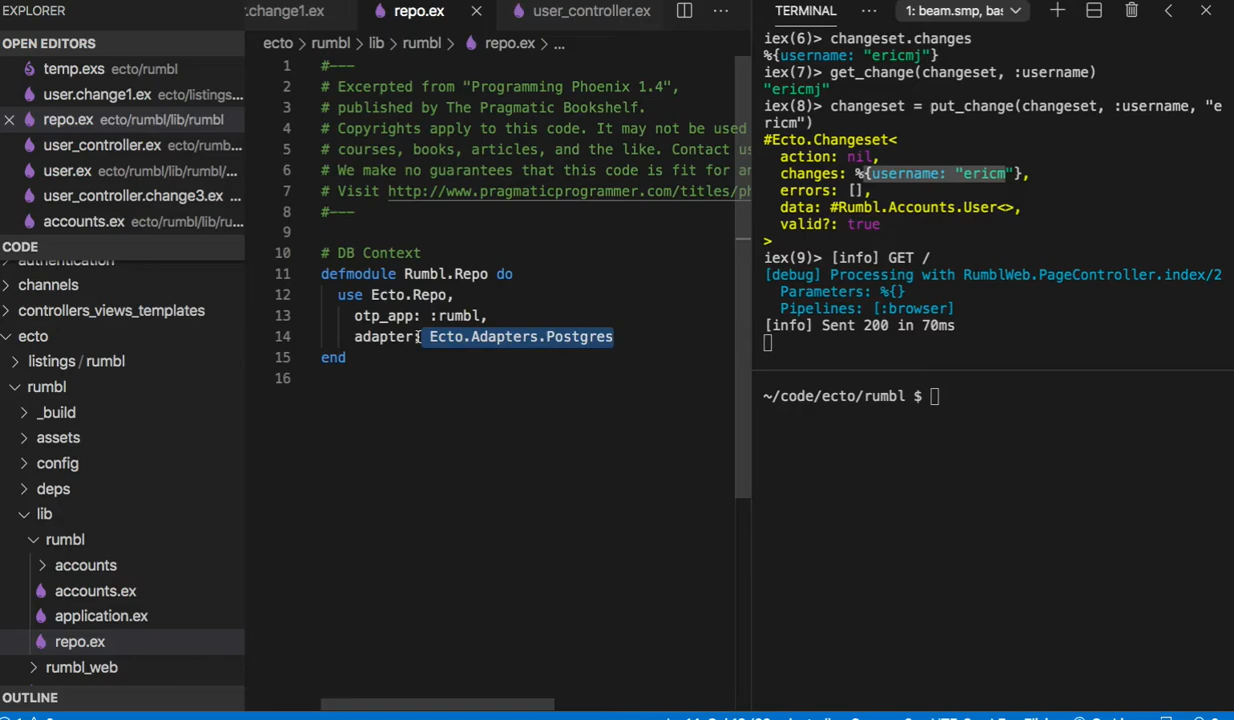 EXPLORER
OPEN EDITORS
temp.exs ecto/rumbl
user.change1.ex ecto/listings...
repo.ex ecto/rumbl/lib/rumbl
user_controller.ex ecto/rumb...
user.ex ecto/rumbl/lib/rumbl/...
user_controller.change3.ex ...
accounts.ex ecto/rumbl/lib/ru...
CODE
authentication
channels
controllers_views_templates
ecto
listings / rumbl
rumbl
_build
assets
config
deps
lib
rumbl
accounts
accounts.ex
application.ex
repo.ex
rumbl_web
OUTLINE
.change1.ex
repo.ex
user_controller.ex
ecto > rumbl > lib > rumbl > repo.ex > ...
1 #---
2 # Excerpted from "Programming Phoenix 1.4",
3 # published by The Pragmatic Bookshelf.
4 # Copyrights apply to this code. It may not be used
5 # courses, books, articles, and the like. Contact us
6 # We make no guarantees that this code is fit for an
7 # Visit http://www.pragmaticprogrammer.com/titles/ph
8 #---
9
10 # DB Context
11 defmodule Rumbl.Repo do
12 use Ecto.Repo,
13 otp_app: :rumbl,
14 adapter: Ecto.Adapters.Postgres
15 end
16
TERMINAL ... 1: beam.smp, bas
iex(6)> changeset.changes
%{username: "ericmj"}
iex(7)> get_change(changeset, :username)
"ericmj"
iex(8)> changeset = put_change(changeset, :username, "e
ricm")
#Ecto.Changeset<
action: nil,
changes: %{username: "ericm"},
errors: [],
data: #Rumbl.Accounts.User<>,
valid?: true
>
iex(9)> [info] GET /
[debug] Processing with RumblWeb.PageController.index/2
Parameters: %{}
Pipelines: [:browser]
[info] Sent 200 in 70ms
~/code/ecto/rumbl $